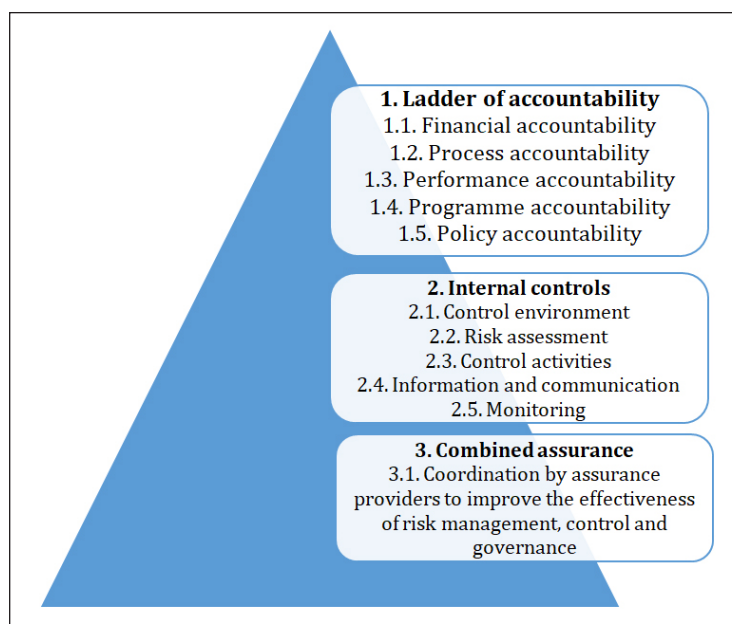 1. Ladder of accountability
1.1. Financial accountability
1.2. Process accountability
1.3. Performance accountability
1.4. Programme accountability
1.5. Policy accountability
2. Internal controls
2.1. Control environment
2.2. Risk assessment
2.3. Control activities
2.4. Information and communication
2.5. Monitoring
3. Combined assurance
3.1. Coordination by assurance
providers to improve the effectiveness
of risk management, control and
governance